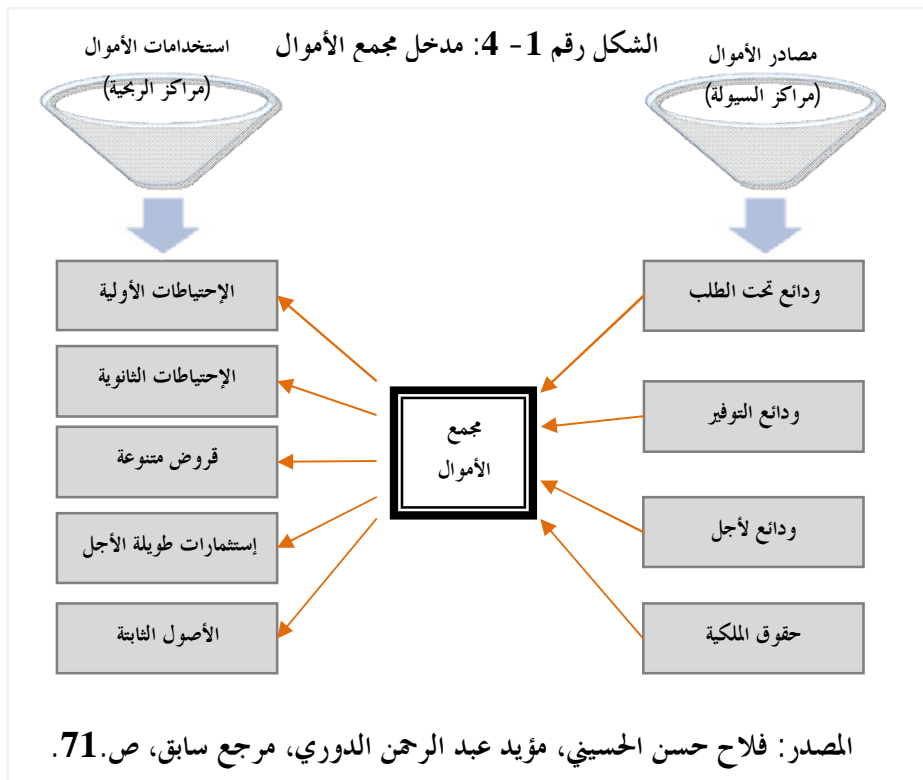 الشكل رقم 1 - 4: مدخل مجمع الأموال
مصادر الأموال
(مراكز السيولة)
استخدامات الأموال
(مراكز الربحية)
ودائع تحت الطلب
ودائع التوفير
ودائع لأجل
حقوق الملكية
مجمع
الأموال
الإحتياطات الأولية
الإحتياطات الثانوية
قروض متنوعة
إستثمارات طويلة الأجل
الأصول الثابتة
المصدر: فلاح حسن الحسيني، مؤيد عبد الرحمن الدوري، مرجع سابق، ص.71.